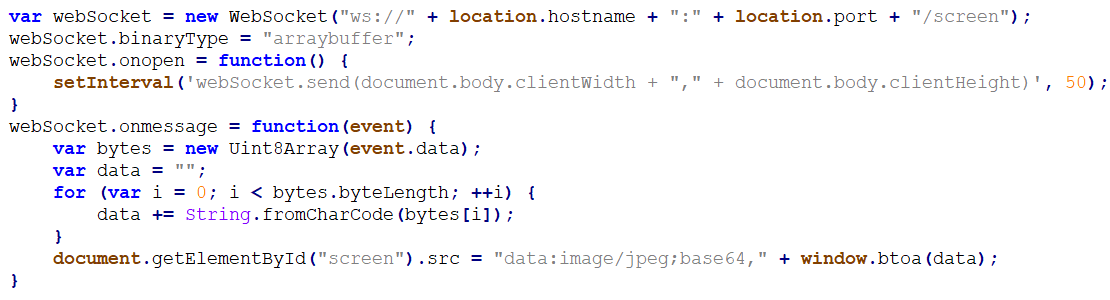 var webSocket = new WebSocket("ws://" + location.hostname + ":" + location.port + "/screen");
webSocket.binaryType = "arraybuffer";
webSocket.onopen = function() {
    setInterval('webSocket.send(document.body.clientWidth + "," + document.body.clientHeight)', 50);
}
webSocket.onmessage = function(event) {
    var bytes = new Uint8Array(event.data);
    var data = "";
    for (var i = 0; i < bytes.byteLength; ++i) {
        data += String.fromCharCode(bytes[i]);
    }
    document.getElementById("screen").src = "data:image/jpeg;base64," + window.btoa(data);
}